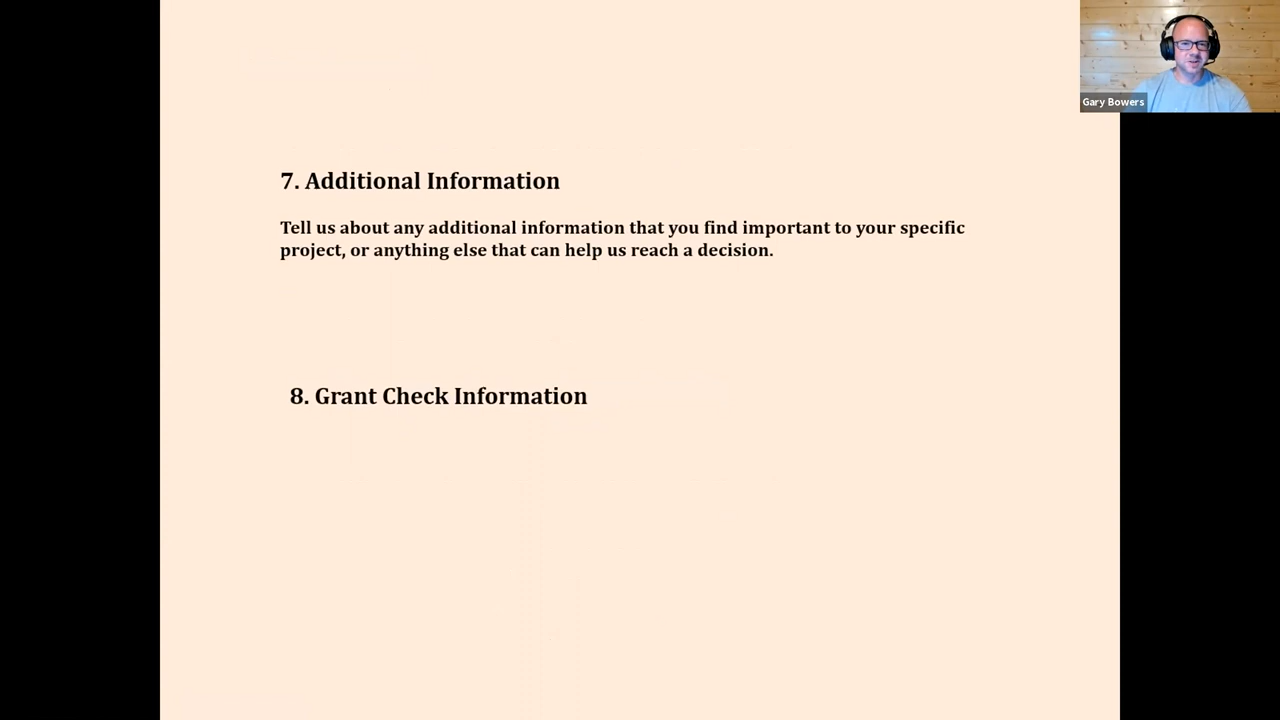 Gary Bowers
7. Additional Information
Tell us about any additional information that you find important to your specific
project, or anything else that can help us reach a decision.
8. Grant Check Information